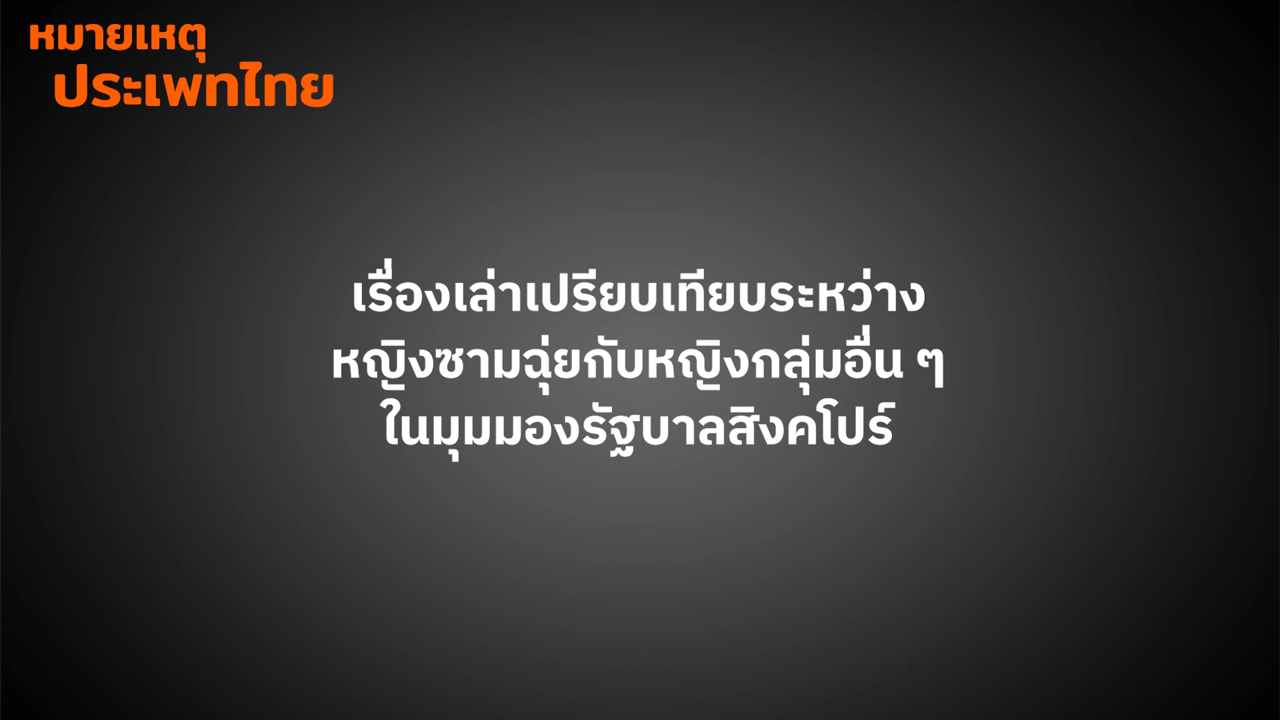 หมายเหตุ
ประเพทไทย
เรื่องเล่าเปรียบเทียบระหว่าง
หญิงซามฉุ่ยกับหญิงกลุ่มอื่น ๆ
ในมุมมองรัฐบาลสิงคโปร์